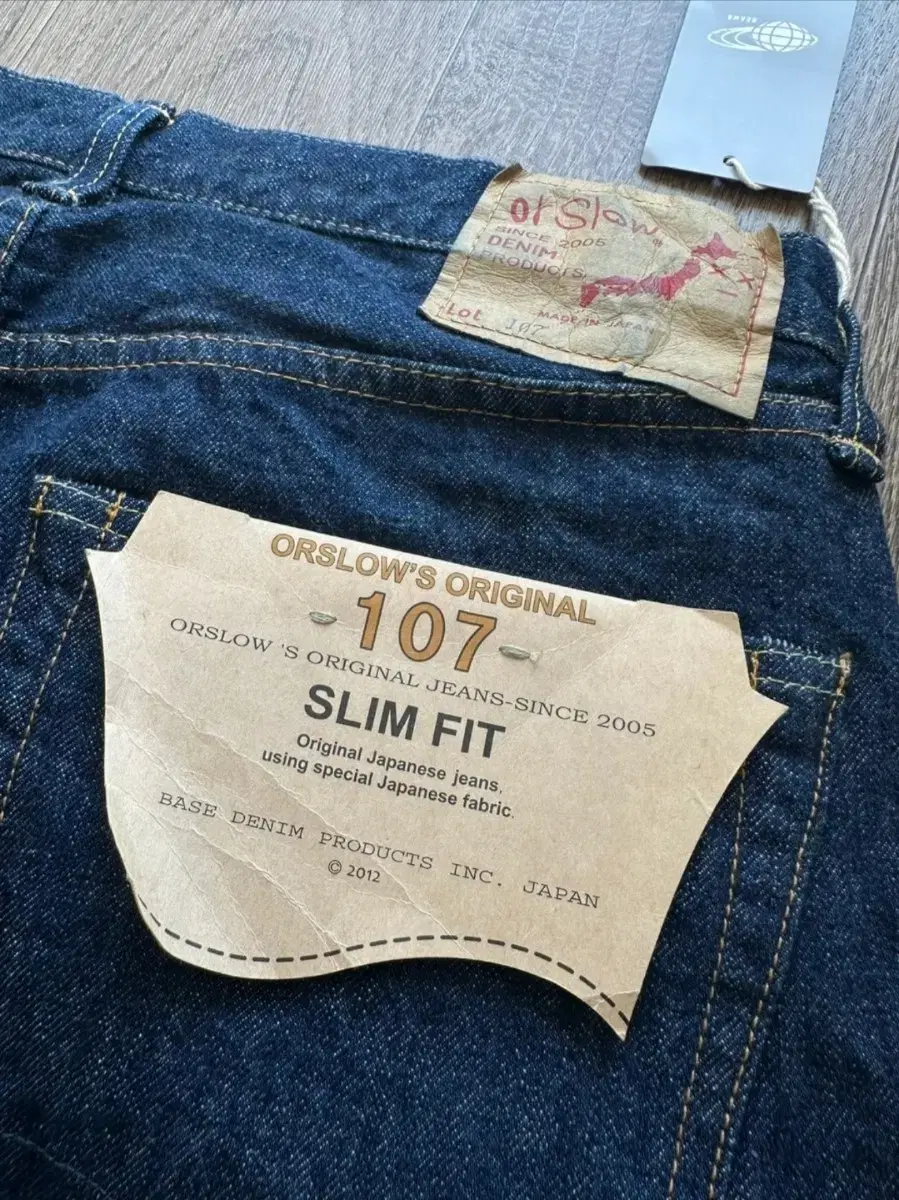 BEAMS
orSlow
SINCE 2005
DENIM
PRODUCTS
MADE IN JAPAN
Lot 107
ORSLOW'S ORIGINAL
107
ORSLOW 'S ORIGINAL JEANS-SINCE 2005
SLIM FIT
Original Japanese jeans,
using special Japanese fabric.
BASE DENIM PRODUCTS INC. JAPAN
© 2012